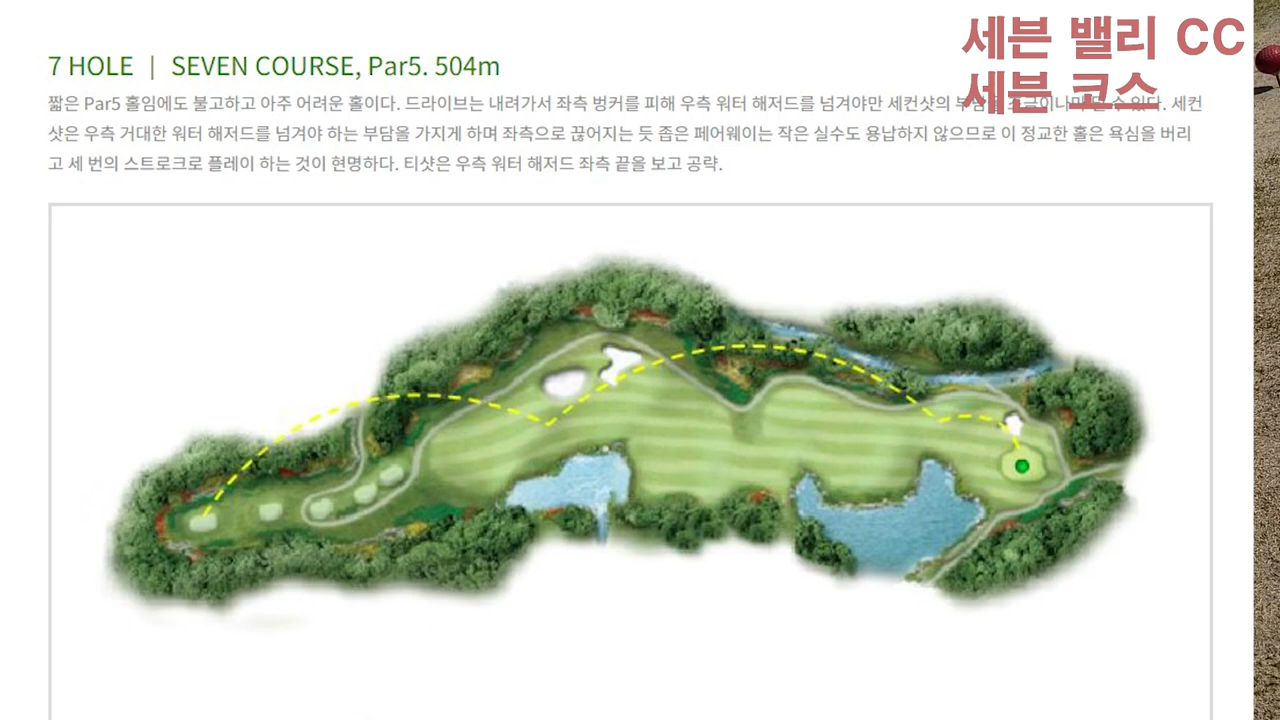 세븐 밸리 CC
세븐 코스
7 HOLE | SEVEN COURSE, Par5. 504m
짧은 Par5 홀임에도 불고하고 아주 어려운 홀이다. 드라이브는 내려가서 좌측 벙커를 피해 우측 워터 해저드를 넘겨야만 세컨샷의 수 있다. 세컨
샷은 우측 거대한 워터 해저드를 넘겨야 하는 부담을 가지게 하며 좌측으로 끊어지는 듯 좁은 페어웨이는 작은 실수도 용납하지 않으므로 이 정교한 홀은 욕심을 버리
고 세 번의 스트로크로 플레이 하는 것이 현명하다. 티샷은 우측 워터 해저드 좌측 끝을 보고 공략.